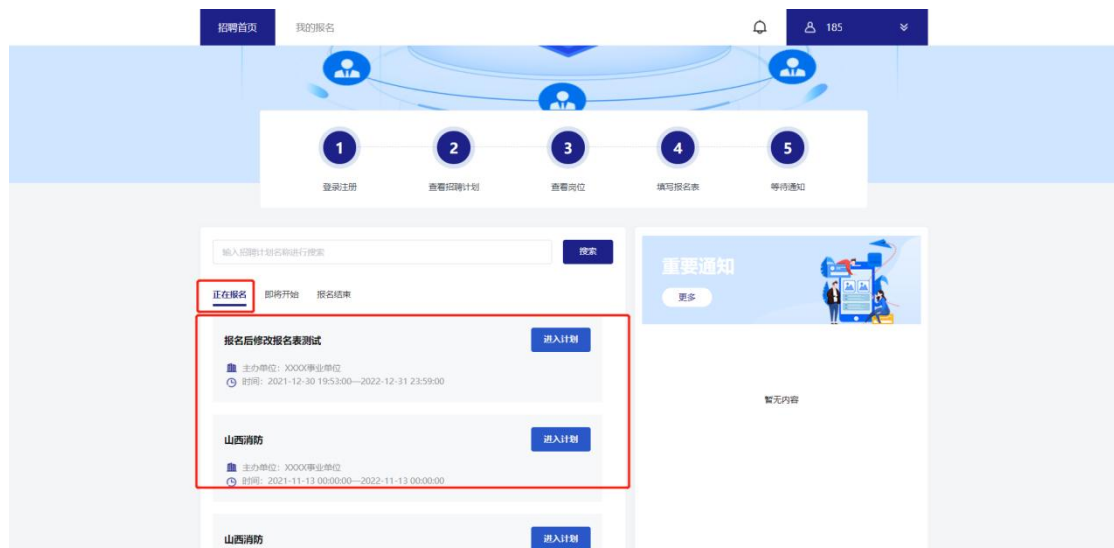 招聘首页 我的报名 185
1 2 3 4 5
登录注册 查看招聘计划 查看岗位 填写报名表 等待通知
输入招聘计划名称进行搜索 搜索
正在报名 即将开始 报名结束
报名后修改报名表测试 进入计划
主办单位：XXXX事业单位
时间：2021-12-30 19:53:00—2022-12-31 23:59:00
山西消防 进入计划
主办单位：XXXX事业单位
时间：2021-11-13 00:00:00—2022-11-13 00:00:00
山西消防 进入计划
重要通知
更多
暂无内容